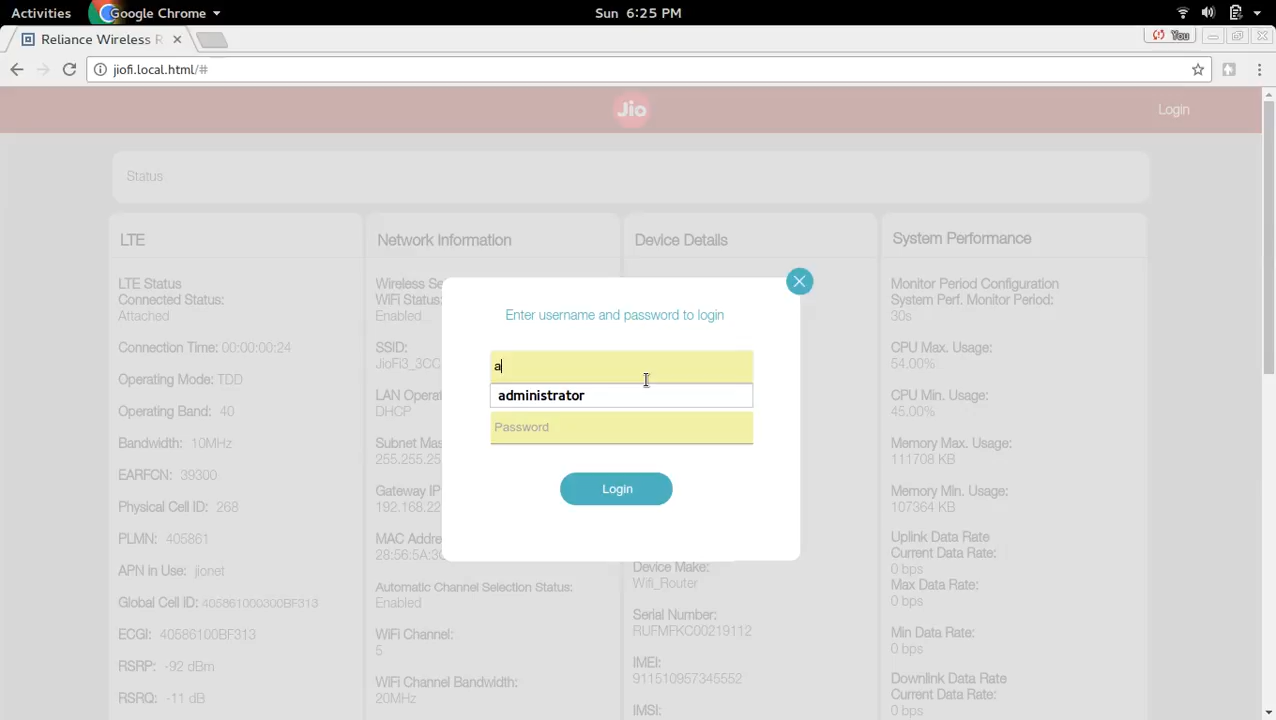 Activities Google Chrome Sun 6:25 PM
Reliance Wireless R You
jiofi.local.html/#
Jio Login
Status
LTE
LTE Status
Connected Status:
Attached
Connection Time: 00:00:00:24
Operating Mode: TDD
Operating Band: 40
Bandwidth: 10MHz
EARFCN: 39300
Physical Cell ID: 268
PLMN: 405861
APN in Use: jionet
Global Cell ID: 405861000300BF313
ECGI: 40586100BF313
RSRP: -92 dBm
RSRQ: -11 dB
Network Information
Wireless Se
WiFi Status:
Enabled
SSID:
JioFi3_3CC
LAN Operat
DHCP
Subnet Mas
255.255.25
Gateway IP
192.168.22
MAC Addre
28:56:5A:3C
Automatic Channel Selection Status:
Enabled
WiFi Channel:
5
WiFi Channel Bandwidth:
20MHz
Device Details
Device Make:
Wifi_Router
Serial Number:
RUFMFKC00219112
IMEI:
911510957345552
IMSI:
System Performance
Monitor Period Configuration
System Perf. Monitor Period:
30s
CPU Max. Usage:
54.00%
CPU Min. Usage:
45.00%
Memory Max. Usage:
111708 KB
Memory Min. Usage:
107364 KB
Uplink Data Rate
Current Data Rate:
0 bps
Max Data Rate:
0 bps
Min Data Rate:
0 bps
Downlink Data Rate
Current Data Rate:
0 bps
Enter username and password to login
a
administrator
Password
Login